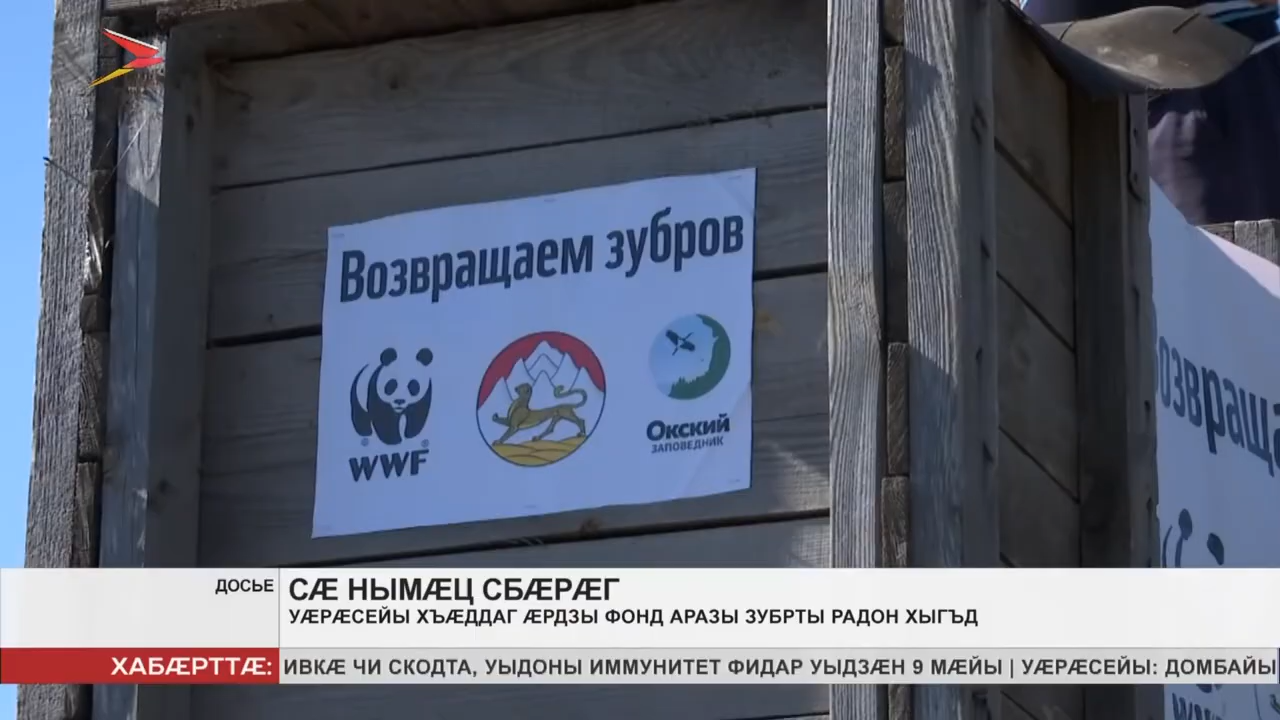 Возвращаем зубров
WWF
Окский
ЗАПОВЕДНИК
ДОСЬЕ
СÆ НЫМÆЦ СБÆРÆГ
УÆРÆСЕЙЫ ХЪÆДДАГ ÆРДЗЫ ФОНД АРАЗЫ ЗУБРТЫ РАДОН ХЫГЪД
ХАБÆРТТÆ:
ИВКÆ ЧИ СКОДТА, УЫДОНЫ ИММУНИТЕТ ФИДАР УЫДЗÆН 9 МÆЙЫ | УÆРÆСЕЙЫ: ДОМБАЙЫ